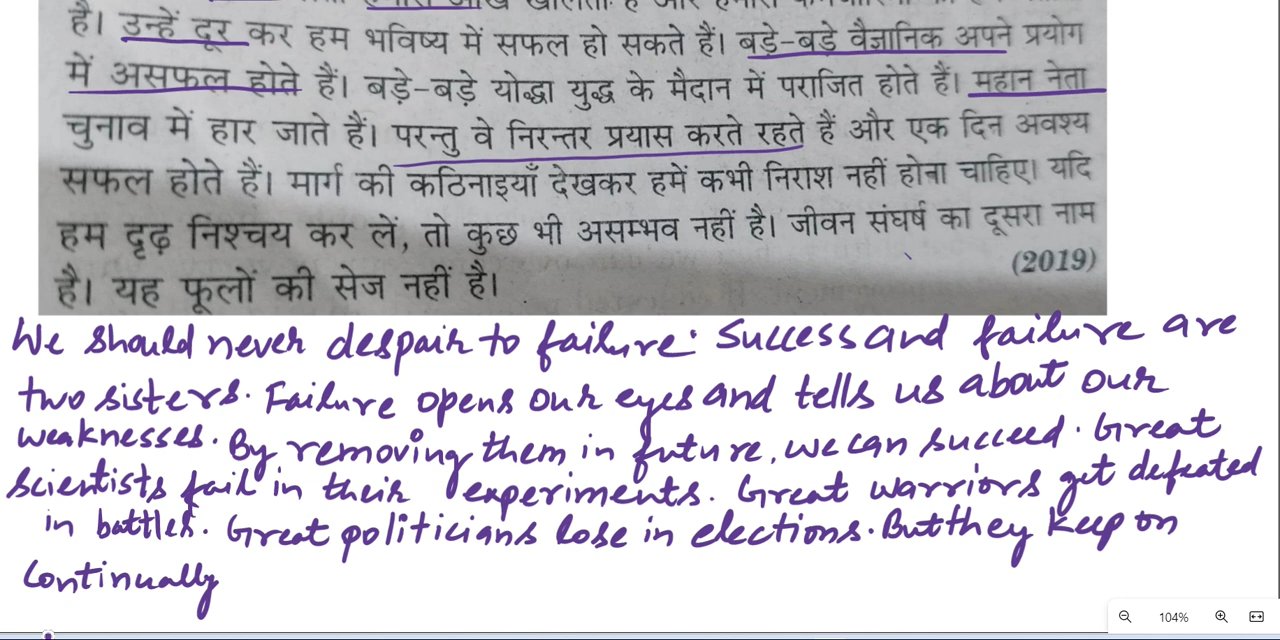 है। उन्हें दूर कर हम भविष्य में सफल हो सकते हैं। बड़े-बड़े वैज्ञानिक अपने प्रयोग
में असफल होते हैं। बड़े-बड़े योद्धा युद्ध के मैदान में पराजित होते हैं। महान नेता
चुनाव में हार जाते हैं। परन्तु वे निरन्तर प्रयास करते रहते हैं और एक दिन अवश्य
सफल होते हैं। मार्ग की कठिनाइयाँ देखकर हमें कभी निराश नहीं होना चाहिए। यदि
हम दृढ़ निश्चय कर लें, तो कुछ भी असम्भव नहीं है। जीवन संघर्ष का दूसरा नाम
है। यह फूलों की सेज नहीं है। (2019)
We should never despair to failure. Success and failure are
two sisters. Failure opens our eyes and tells us about our
weaknesses. By removing them in future, we can succeed. Great
scientists fail in their experiments. Great warriors get defeated
in battles. Great politicians lose in elections. But they keep on
continually
104%